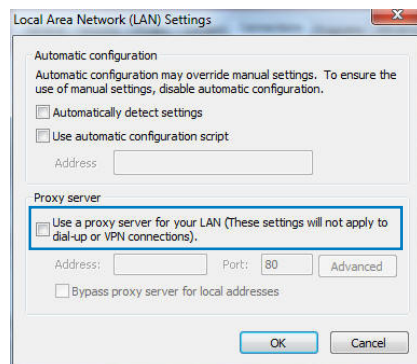 Local Area Network (LAN) Settings
Automatic configuration
Automatic configuration may override manual settings. To ensure the
use of manual settings, disable automatic configuration.
Automatically detect settings
Use automatic configuration script
Address
Proxy server
Use a proxy server for your LAN (These settings will not apply to
dial-up or VPN connections).
Address: Port: 80 Advanced
Bypass proxy server for local addresses
OK Cancel